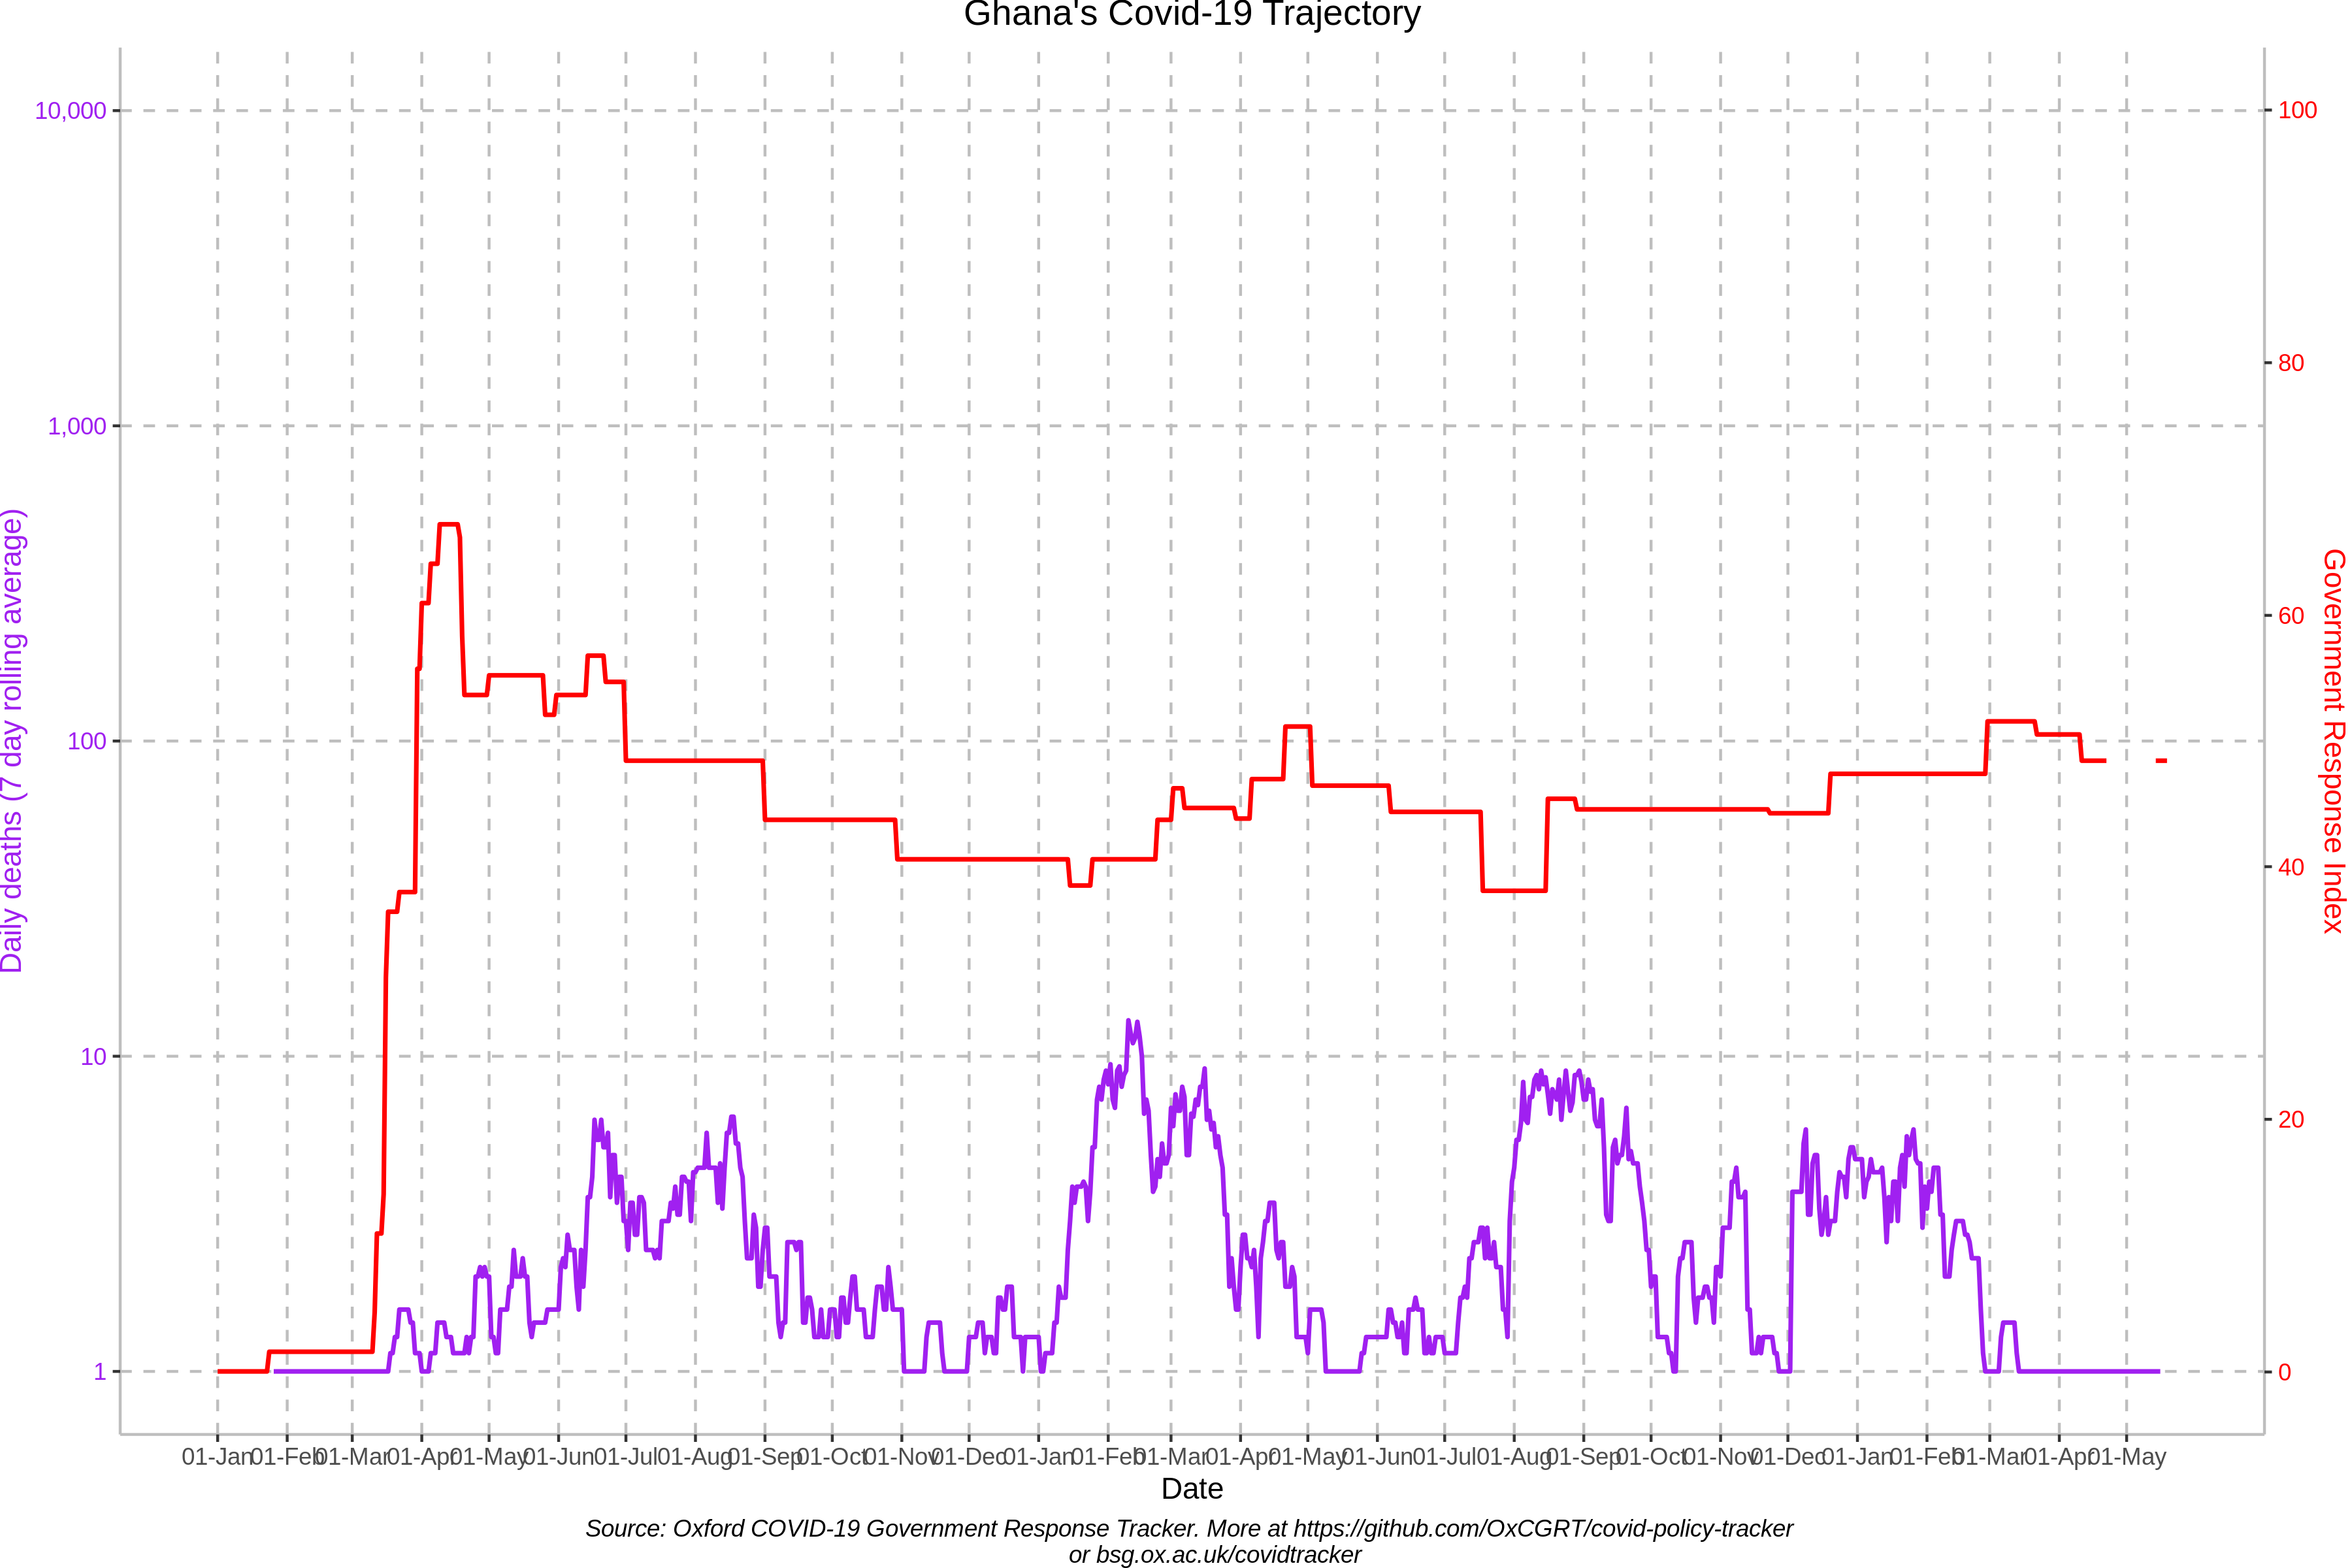 Ghana's Covid-19 Trajectory
10,000
1,000
100
10
1
Daily deaths (7 day rolling average)
100
80
60
40
20
0
Government Response Index
01-Jan 01-Feb 01-Mar 01-Apr 01-May 01-Jun 01-Jul 01-Aug 01-Sep 01-Oct 01-Nov 01-Dec 01-Jan 01-Feb 01-Mar 01-Apr 01-May 01-Jun 01-Jul 01-Aug 01-Sep 01-Oct 01-Nov 01-Dec 01-Jan 01-Feb 01-Mar 01-Apr 01-May
Date
Source: Oxford COVID-19 Government Response Tracker. More at https://github.com/OxCGRT/covid-policy-tracker
or bsg.ox.ac.uk/covidtracker